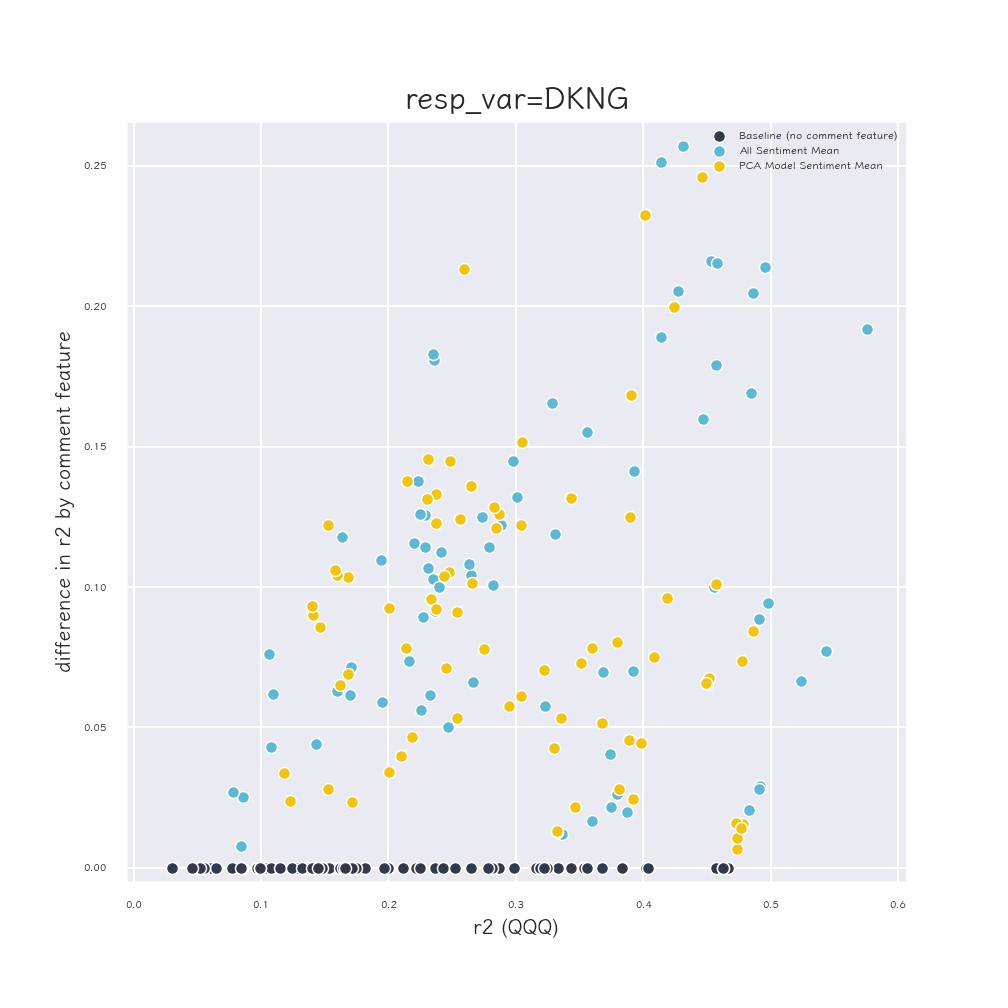 resp_var=DKNG
Baseline (no comment feature)
All Sentiment Mean
PCA Model Sentiment Mean
difference in r2 by comment feature
0.25
0.20
0.15
0.10
0.05
0.00
0.0 0.1 0.2 0.3 0.4 0.5 0.6
r2 (QQQ)